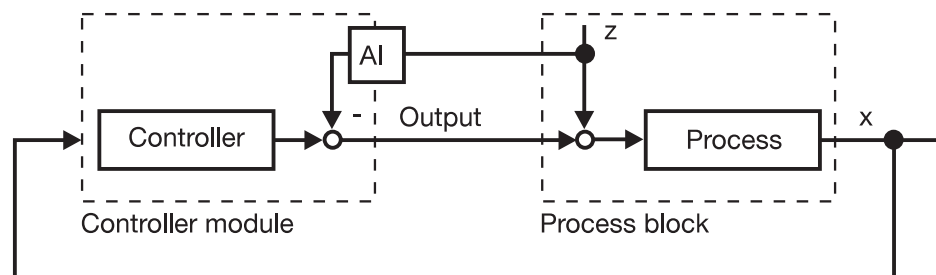 z
AI
-
Output
x
Controller
Process
Controller module
Process block